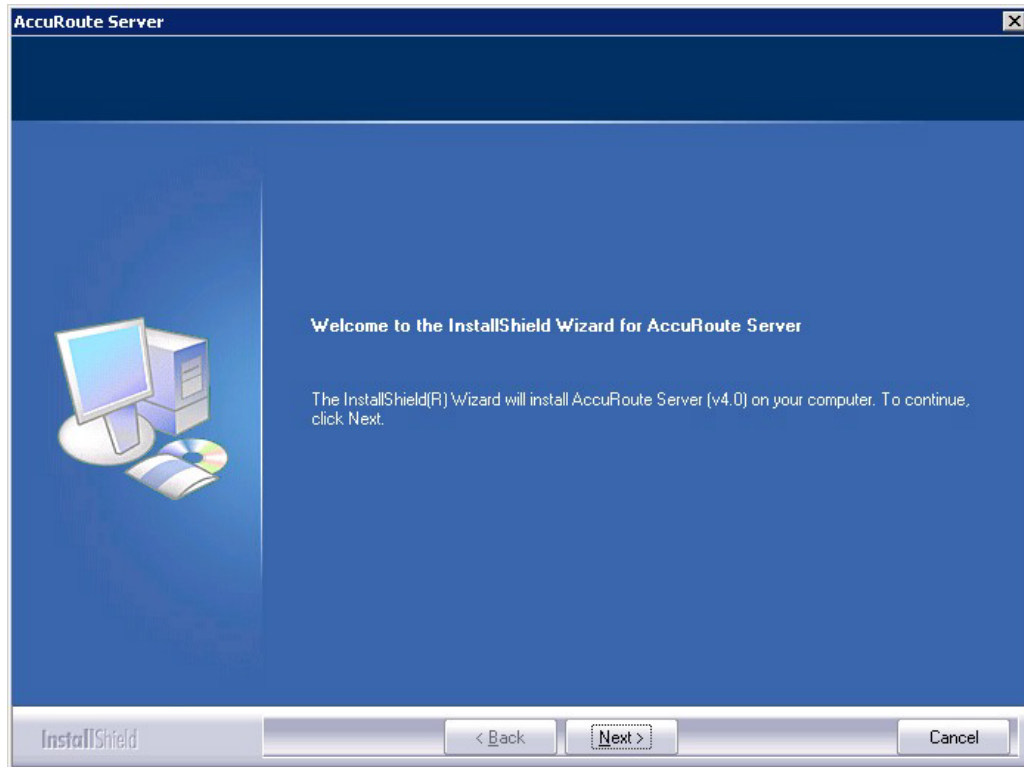 AccuRoute Server
Welcome to the InstallShield Wizard for AccuRoute Server
The InstallShield(R) Wizard will install AccuRoute Server (v4.0) on your computer. To continue,
click Next.
InstallShield
< Back
Next >
Cancel